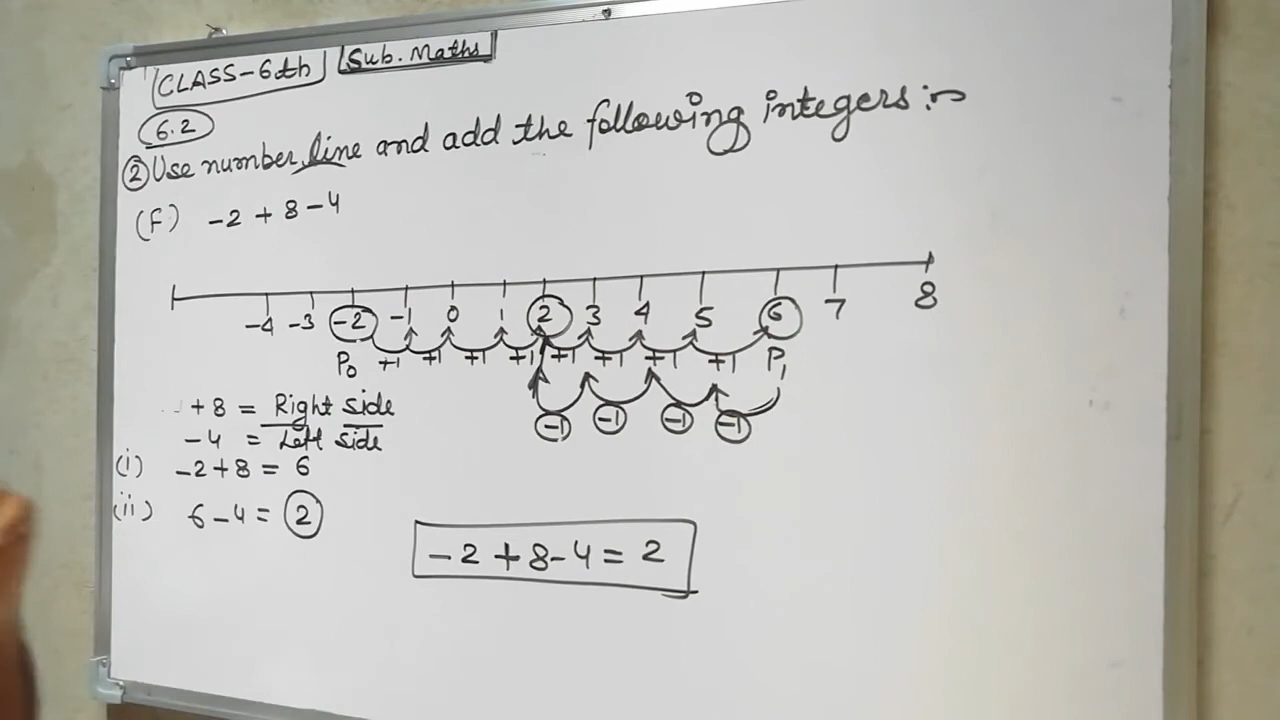 CLASS-6th Sub. Maths
6.2
② Use number line and add the following integers :-
(F) -2 + 8 - 4
-4 -3 -2 -1 0 1 2 3 4 5 6 7 8
P0 +1 +1 +1 +1 +1 +1 +1 +1 P1
-1 -1 -1 -1
+8 = Right side
-4 = Left side
(i) -2+8 = 6
(ii) 6-4 = 2
-2+8-4 = 2